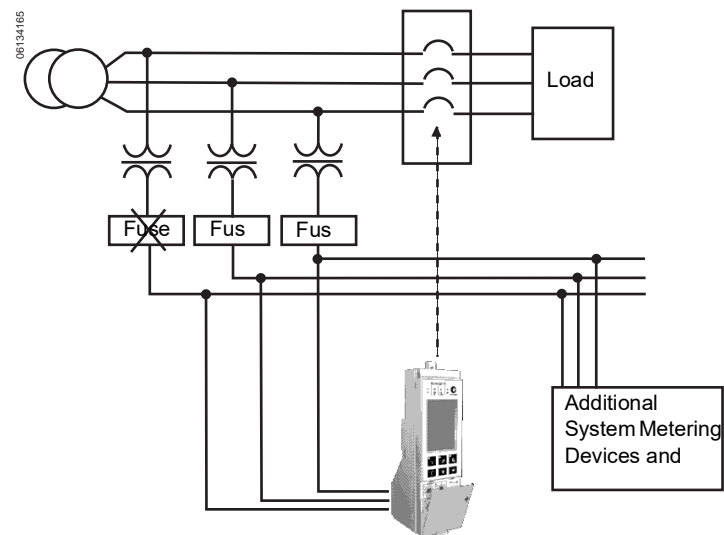 06134165
Load
Fuse
Fus
Fus
Additional
System Metering
Devices and